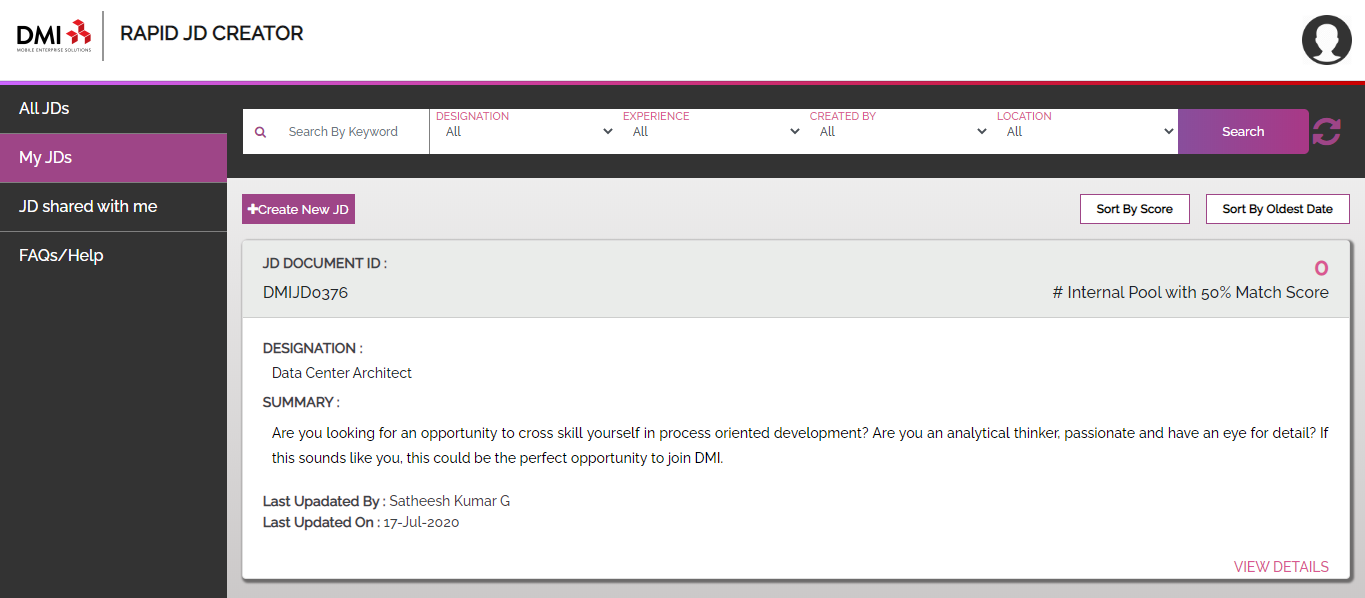 DMI
MOBILE ENTERPRISE SOLUTIONS
RAPID JD CREATOR
All JDs
My JDs
JD shared with me
FAQs/Help
Search By Keyword
DESIGNATION
All
EXPERIENCE
All
CREATED BY
All
LOCATION
All
Search
Create New JD
Sort By Score
Sort By Oldest Date
JD DOCUMENT ID :
DMIJD0376
0
# Internal Pool with 50% Match Score
DESIGNATION :
Data Center Architect
SUMMARY :
Are you looking for an opportunity to cross skill yourself in process oriented development? Are you an analytical thinker, passionate and have an eye for detail? If
this sounds like you, this could be the perfect opportunity to join DMI.
Last Upadated By : Satheesh Kumar G
Last Updated On : 17-Jul-2020
VIEW DETAILS